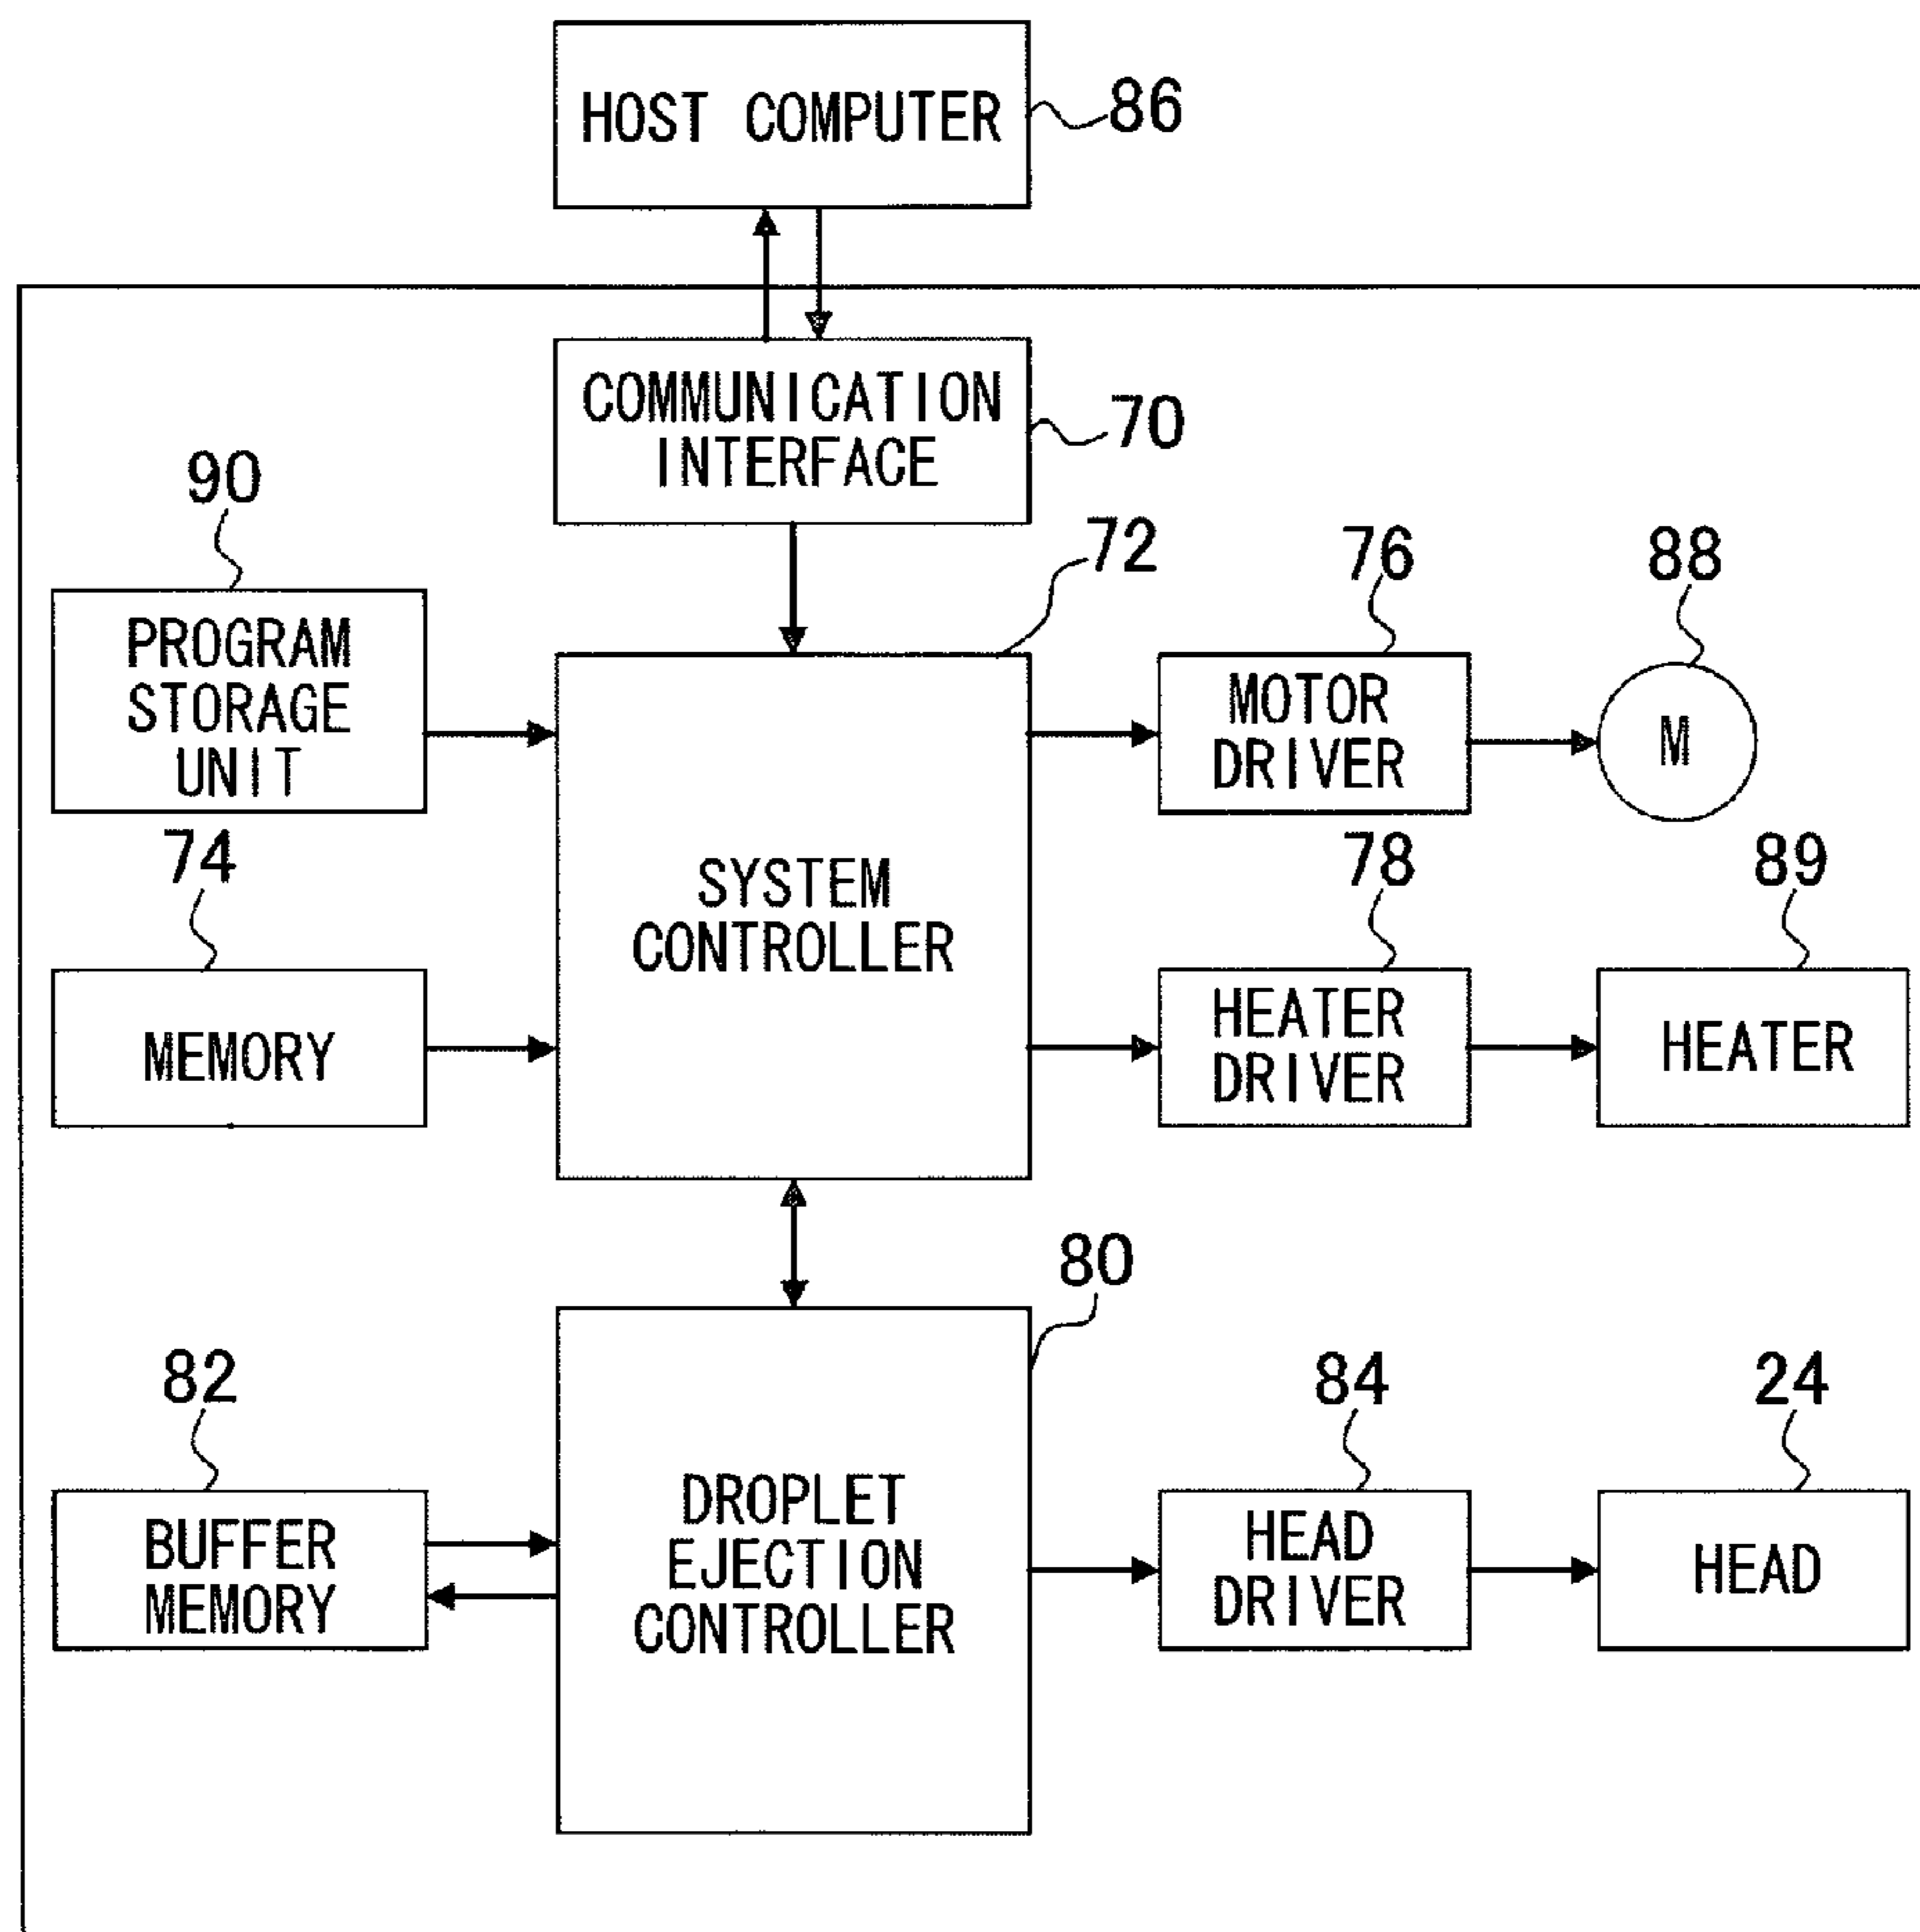 HOST COMPUTER
86
COMMUNICATION
INTERFACE
70
90
PROGRAM
STORAGE
UNIT
72
76
88
MOTOR
DRIVER
M
74
MEMORY
SYSTEM
CONTROLLER
78
89
HEATER
DRIVER
HEATER
80
82
BUFFER
MEMORY
DROPLET
EJECTION
CONTROLLER
84
24
HEAD
DRIVER
HEAD